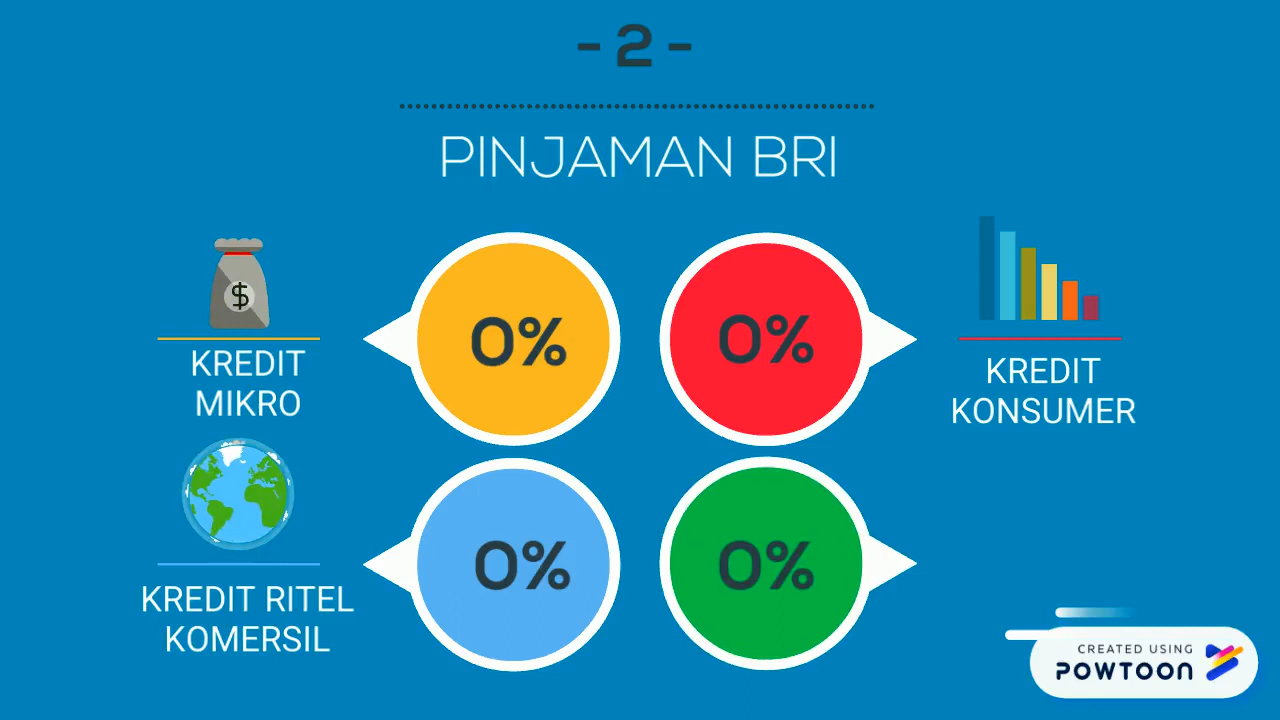 - 2 -
PINJAMAN BRI
$
KREDIT
MIKRO
0%
0%
KREDIT
KONSUMER
KREDIT RITEL
KOMERSIL
0%
0%
CREATED USING
POWTOON